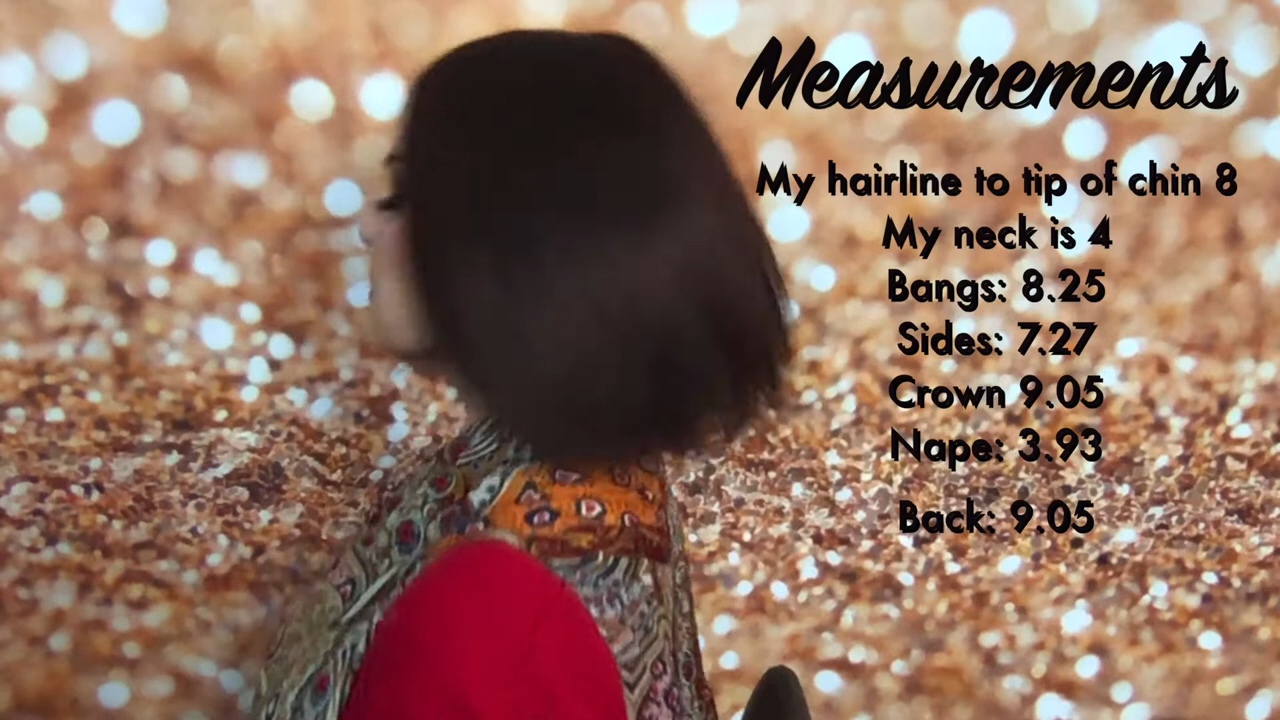 Measurements
My hairline to tip of chin 8
My neck is 4
Bangs: 8.25
Sides: 7.27
Crown 9.05
Nape: 3.93
Back: 9.05